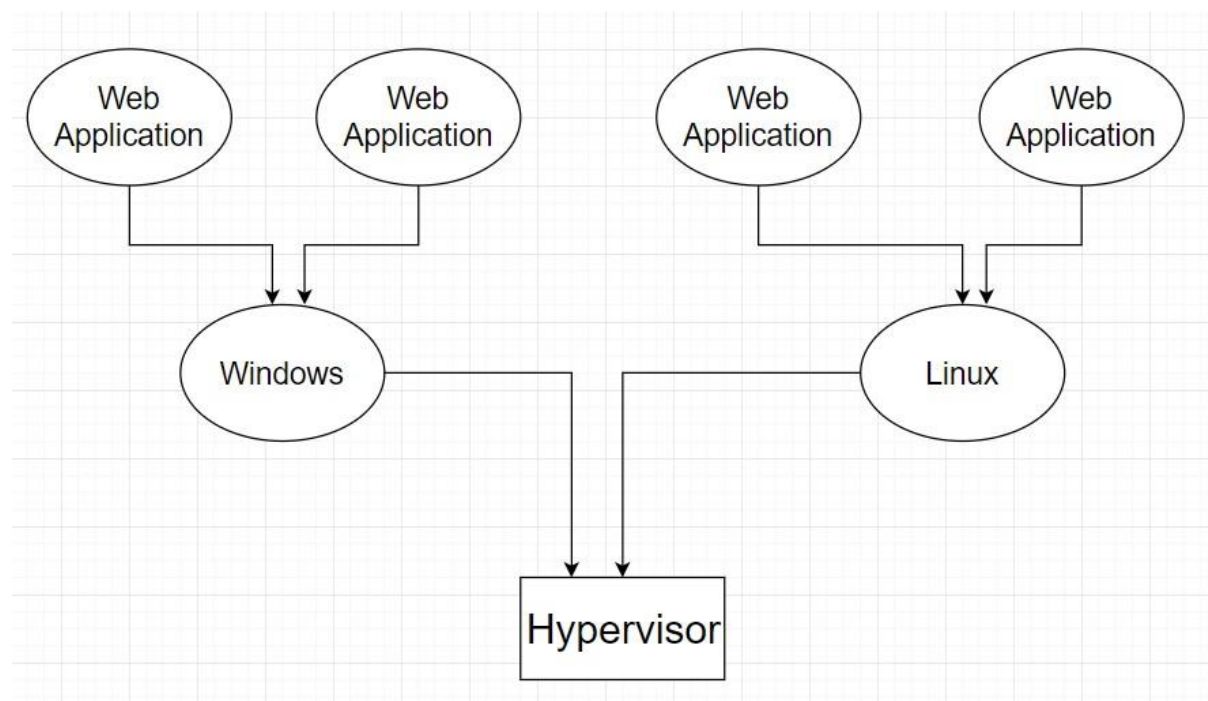 Web
Application
Web
Application
Web
Application
Web
Application
Windows
Linux
Hypervisor